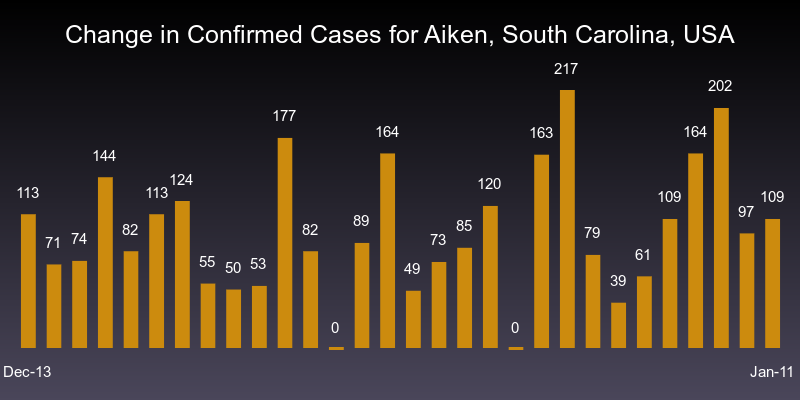 Change in Confirmed Cases for Aiken, South Carolina, USA
113 71 74 144 82 113 124 55 50 53 177 82 0 89 164 49 73 85 120 0 163 217 79 39 61 109 164 202 97 109
Dec-13 Jan-11